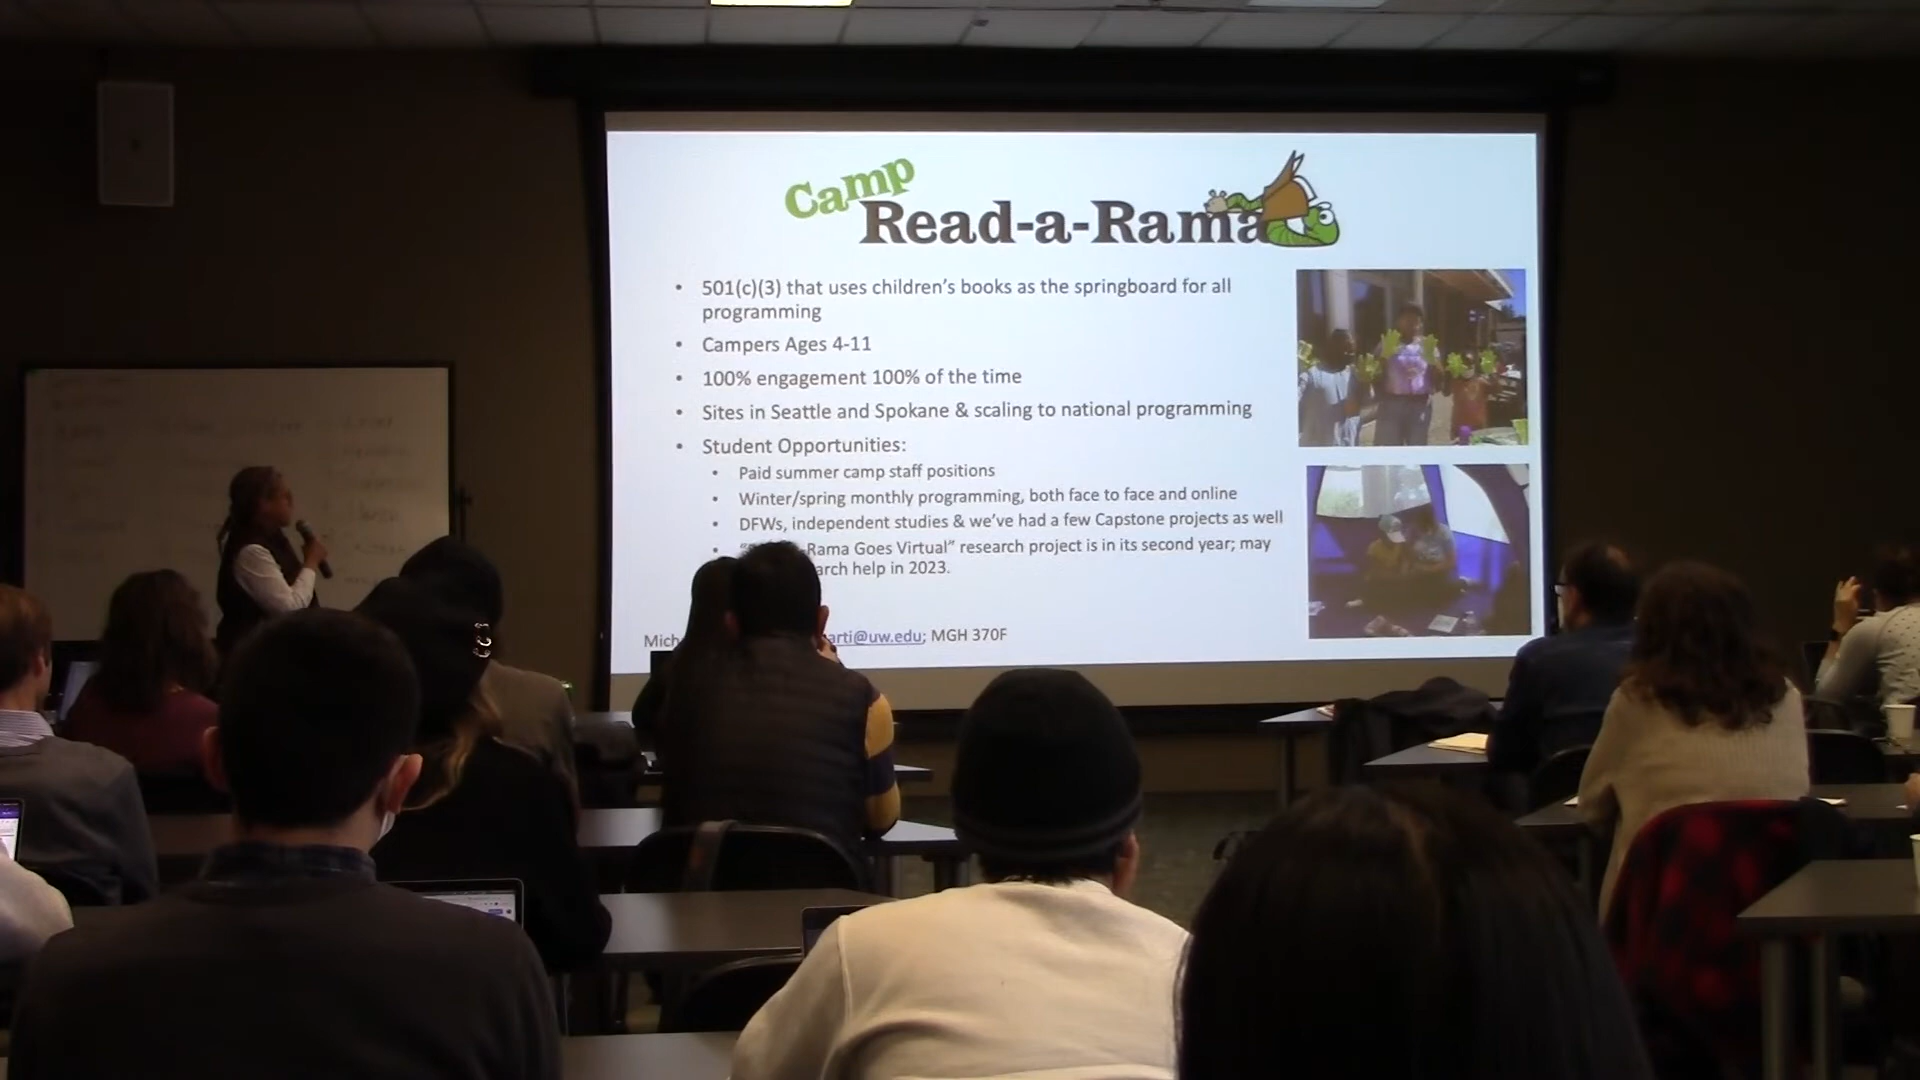 Camp
Read-a-Rama
• 501(c)(3) that uses children's books as the springboard for all
programming
• Campers Ages 4-11
• 100% engagement 100% of the time
• Sites in Seattle and Spokane & scaling to national programming
• Student Opportunities:
• Paid summer camp staff positions
• Winter/spring monthly programming, both face to face and online
• DFWs, independent studies & we've had a few Capstone projects as well
• -Rama Goes Virtual" research project is in its second year; may
arch help in 2023.
Mich arti@uw.edu; MGH 370F